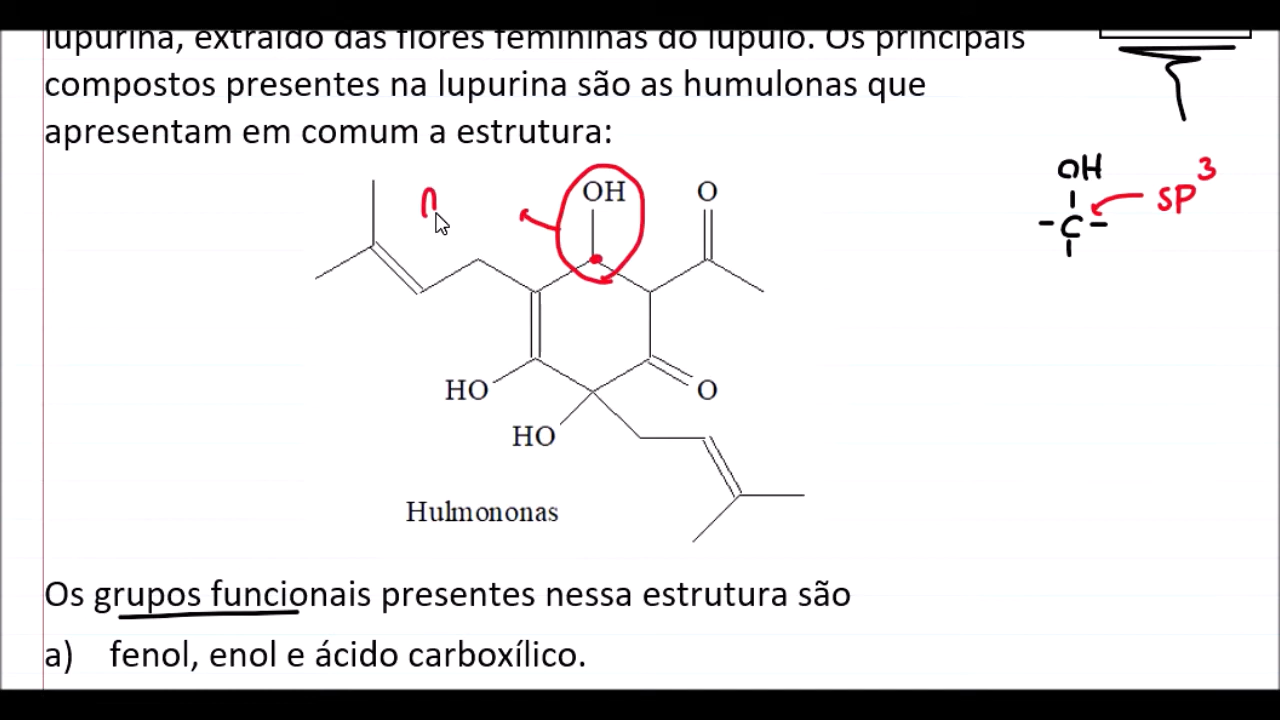 lupurina, extraído das flores femininas do lúpulo. Os principais
compostos presentes na lupurina são as humulonas que
apresentam em comum a estrutura:
OH
SP³
- C -
OH
O
HO
O
HO
Hulmononas
Os grupos funcionais presentes nessa estrutura são
a) fenol, enol e ácido carboxílico.